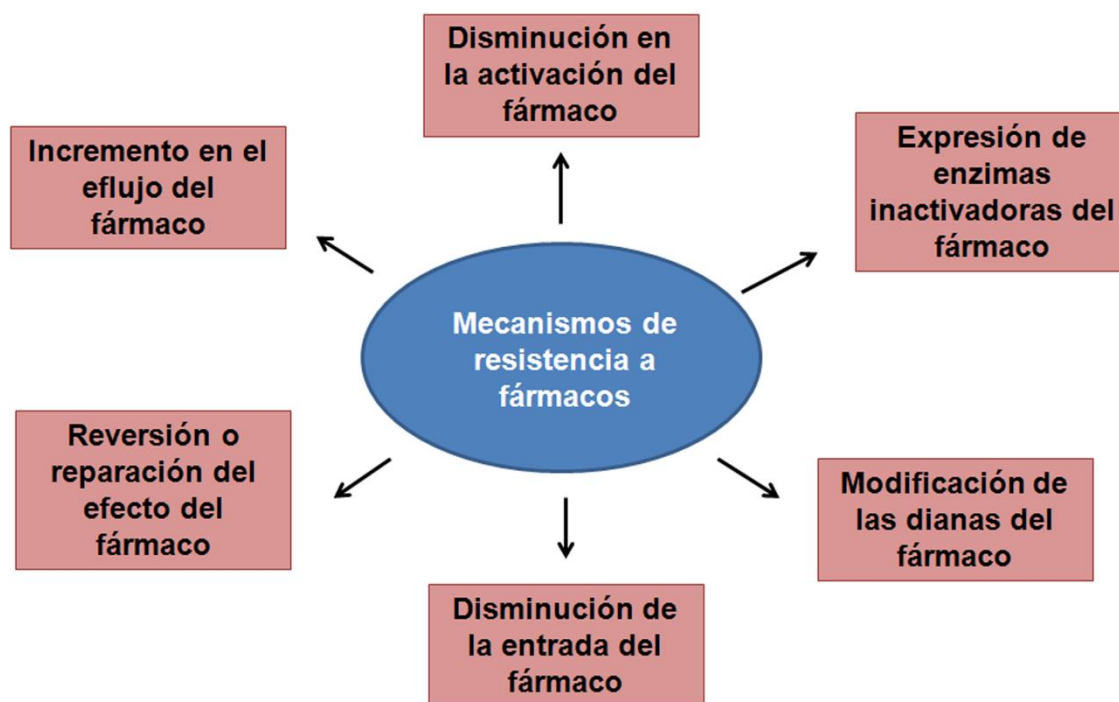 Disminución en
la activación del
fármaco
Incremento en el
eflujo del
fármaco
Expresión de
enzimas
inactivadoras del
fármaco
Mecanismos de
resistencia a
fármacos
Reversión o
reparación del
efecto del
fármaco
Modificación de
las dianas del
fármaco
Disminución de
la entrada del
fármaco